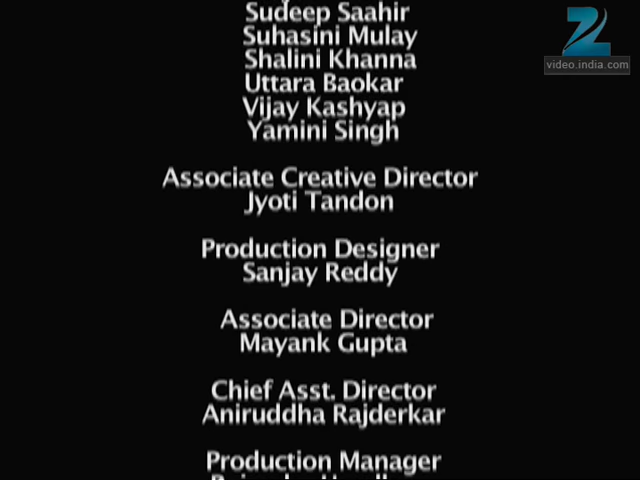 Sudeep Saahir
Suhasini Mulay
Shalini Khanna
Uttara Baokar
Vijay Kashyap
Yamini Singh
Associate Creative Director
Jyoti Tandon
Production Designer
Sanjay Reddy
Associate Director
Mayank Gupta
Chief Asst. Director
Aniruddha Rajderkar
Production Manager
video.india.com